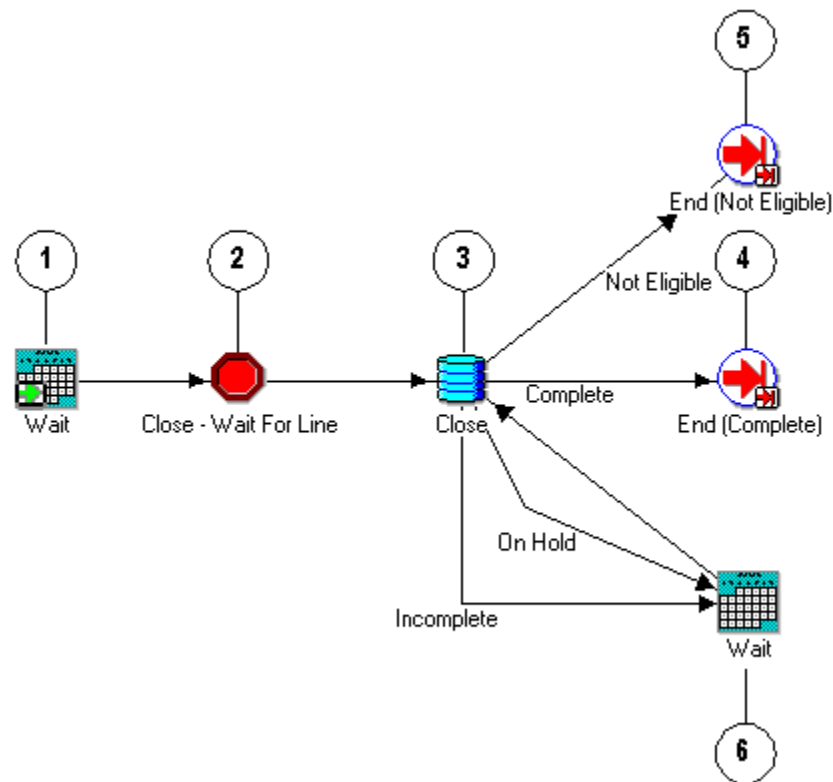 5
End (Not Eligible)
1
2
3
4
Not Eligible
Wait
Close - Wait For Line
Close
Complete
End (Complete)
On Hold
Incomplete
Wait
6